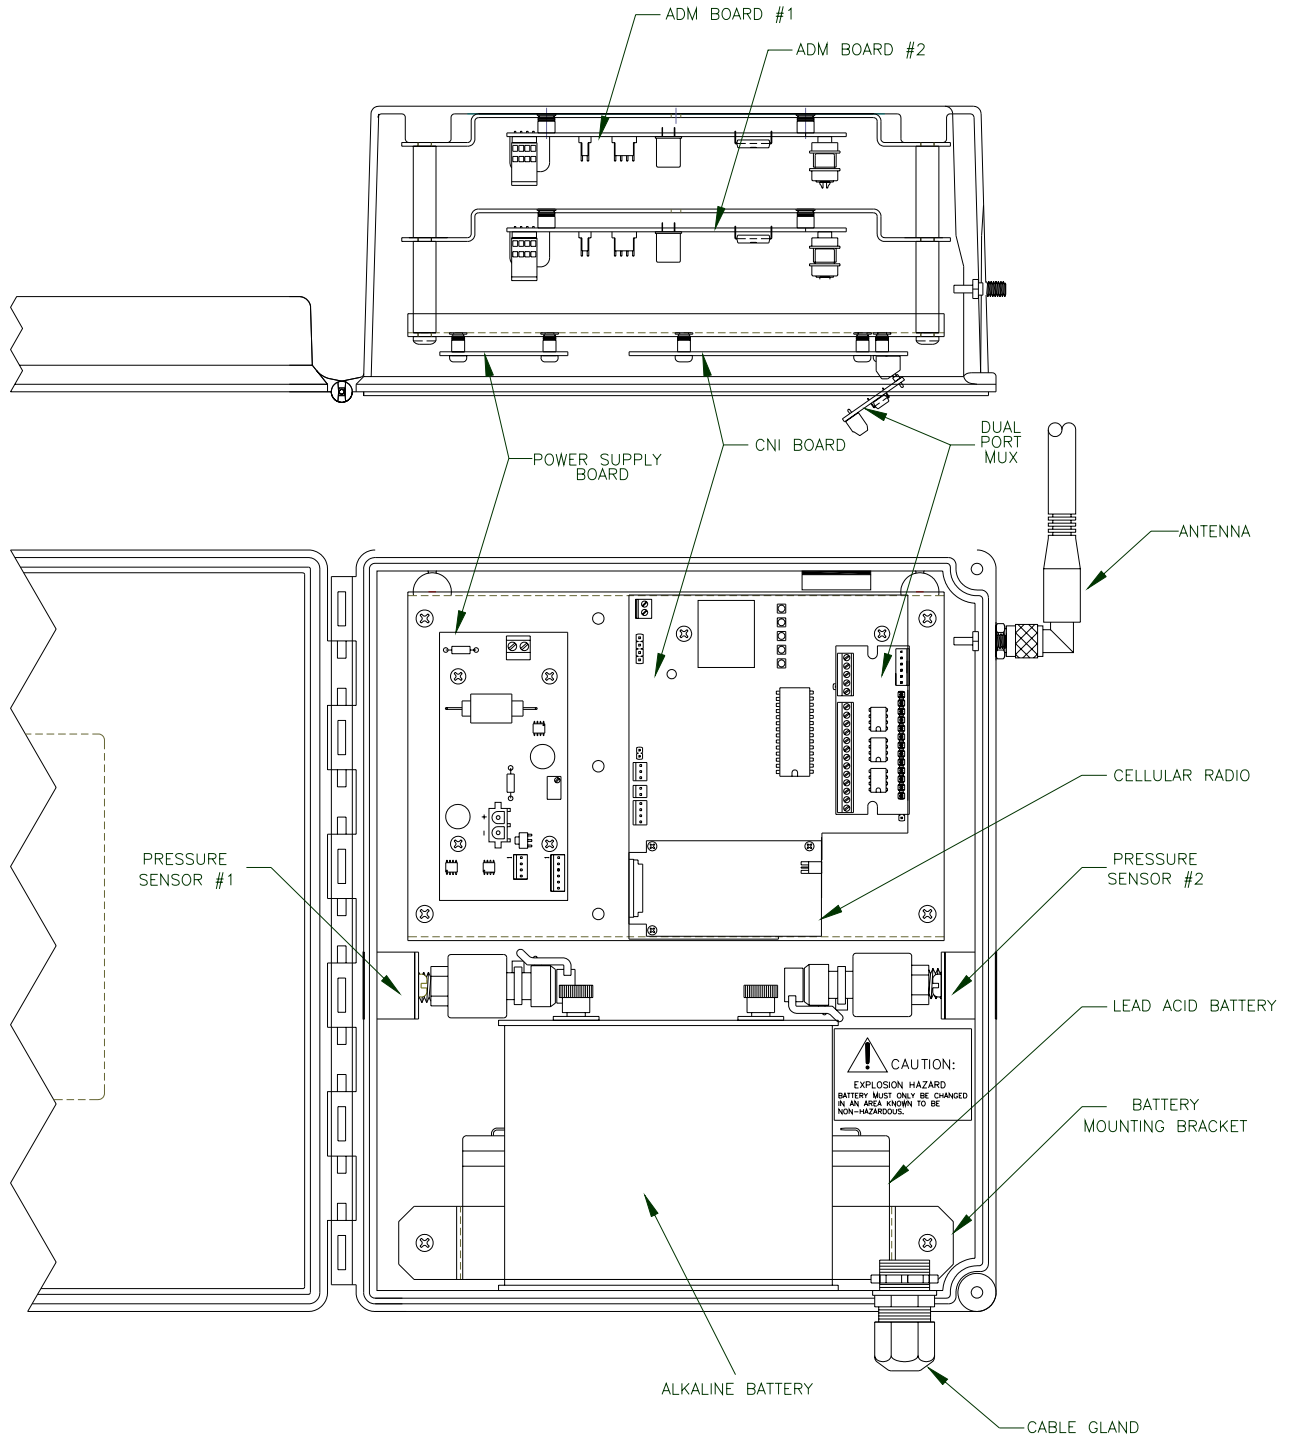 ADM BOARD #1
ADM BOARD #2
DUAL
PORT
MUX
CNI BOARD
POWER SUPPLY
BOARD
ANTENNA
+
-
CELLULAR RADIO
PRESSURE
SENSOR #1
PRESSURE
SENSOR #2
LEAD ACID BATTERY
!
CAUTION:
EXPLOSION HAZARD
BATTERY MUST ONLY BE CHANGED
IN AN AREA KNOWN TO BE
NON-HAZARDOUS.
BATTERY
MOUNTING BRACKET
ALKALINE BATTERY
CABLE GLAND